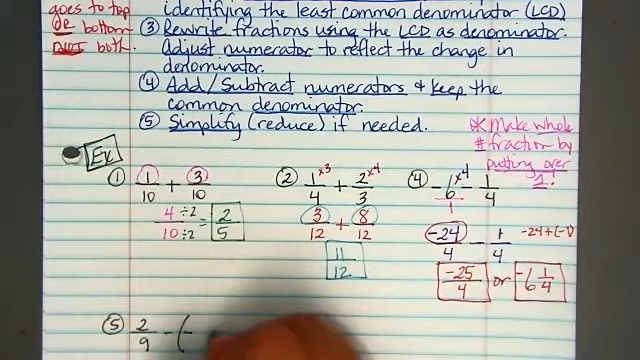 goes to top
or bottom
NOT both.
identifying the least common denominator (LCD)
③ Rewrite fractions using the LCD as denominator.
Adjust numerator to reflect the change in
denominator.
④ Add/Subtract numerators & keep the
common denominator.
⑤ Simplify (reduce) if needed.
* Make whole
# fraction by
putting over
1!
Ex
① 1/10 + 3/10
4 ÷2 / 10 ÷2 = 2/5
② 1/4 x3 + 2/3 x4
3/12 + 8/12
11/12
④ -6/1 x4 - 1/4
-24/4 - 1/4 -24+(-1)
-25/4 or -6 1/4
⑤ 2/9 - (-